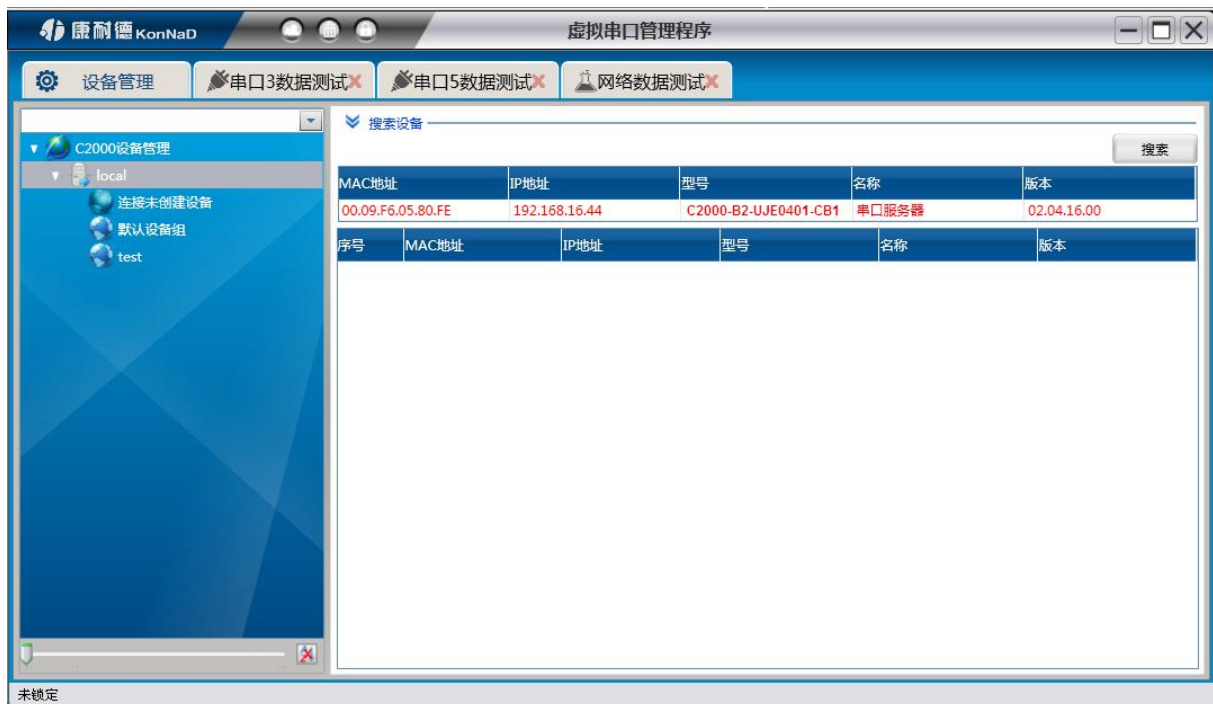 康耐德KonNaD
虚拟串口管理程序
设备管理 串口3数据测试 串口5数据测试 网络数据测试
C2000设备管理
local
连接未创建设备
默认设备组
test
搜索设备
搜索
MAC地址 IP地址 型号 名称 版本
00.09.F6.05.80.FE 192.168.16.44 C2000-B2-UJE0401-CB1 串口服务器 02.04.16.00
序号 MAC地址 IP地址 型号 名称 版本
未锁定